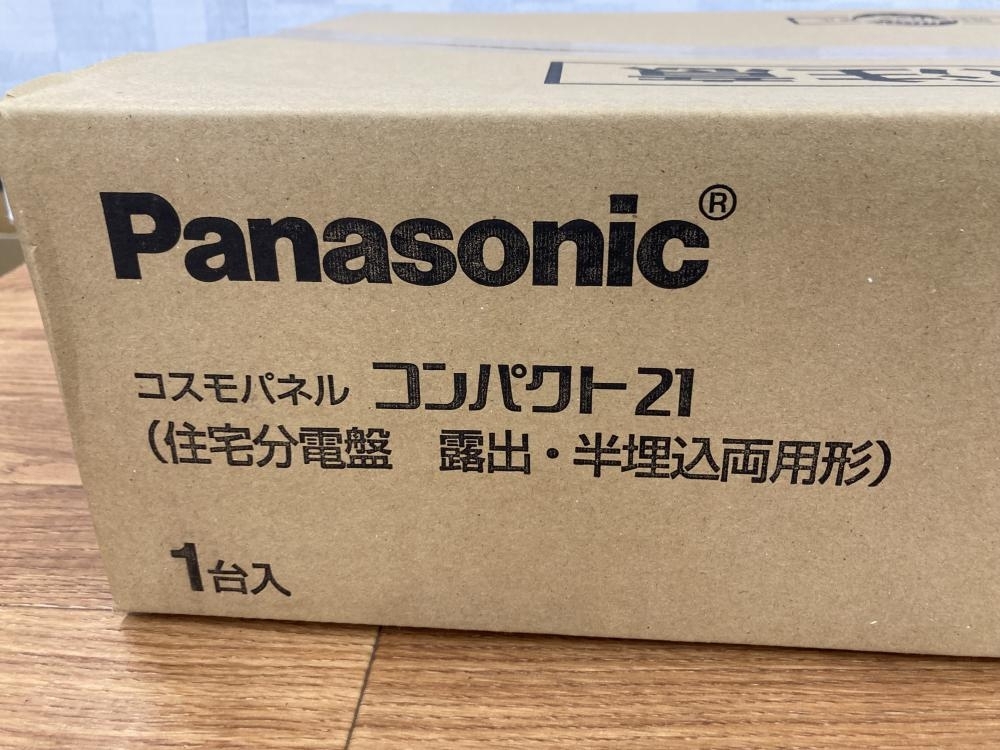 Panasonic®
コスモパネル コンパクト21
(住宅分電盤 露出・半埋込両用形)
1台入